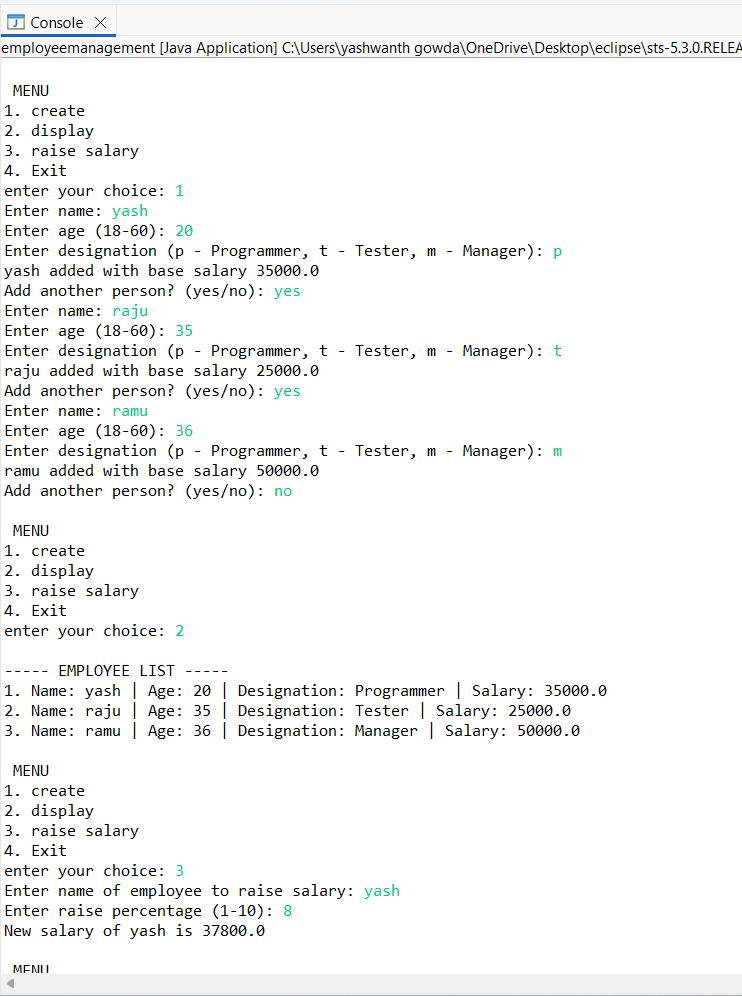 Console
employeemanagement [Java Application] C:\Users\yashwanth gowda\OneDrive\Desktop\eclipse\sts-5.3.0.RELEA
MENU
1. create
2. display
3. raise salary
4. Exit
enter your choice: 1
Enter name: yash
Enter age (18-60): 20
Enter designation (p - Programmer, t - Tester, m - Manager): p
yash added with base salary 35000.0
Add another person? (yes/no): yes
Enter name: raju
Enter age (18-60): 35
Enter designation (p - Programmer, t - Tester, m - Manager): t
raju added with base salary 25000.0
Add another person? (yes/no): yes
Enter name: ramu
Enter age (18-60): 36
Enter designation (p - Programmer, t - Tester, m - Manager): m
ramu added with base salary 50000.0
Add another person? (yes/no): no
MENU
1. create
2. display
3. raise salary
4. Exit
enter your choice: 2
----- EMPLOYEE LIST -----
1. Name: yash | Age: 20 | Designation: Programmer | Salary: 35000.0
2. Name: raju | Age: 35 | Designation: Tester | Salary: 25000.0
3. Name: ramu | Age: 36 | Designation: Manager | Salary: 50000.0
MENU
1. create
2. display
3. raise salary
4. Exit
enter your choice: 3
Enter name of employee to raise salary: yash
Enter raise percentage (1-10): 8
New salary of yash is 37800.0
MENU